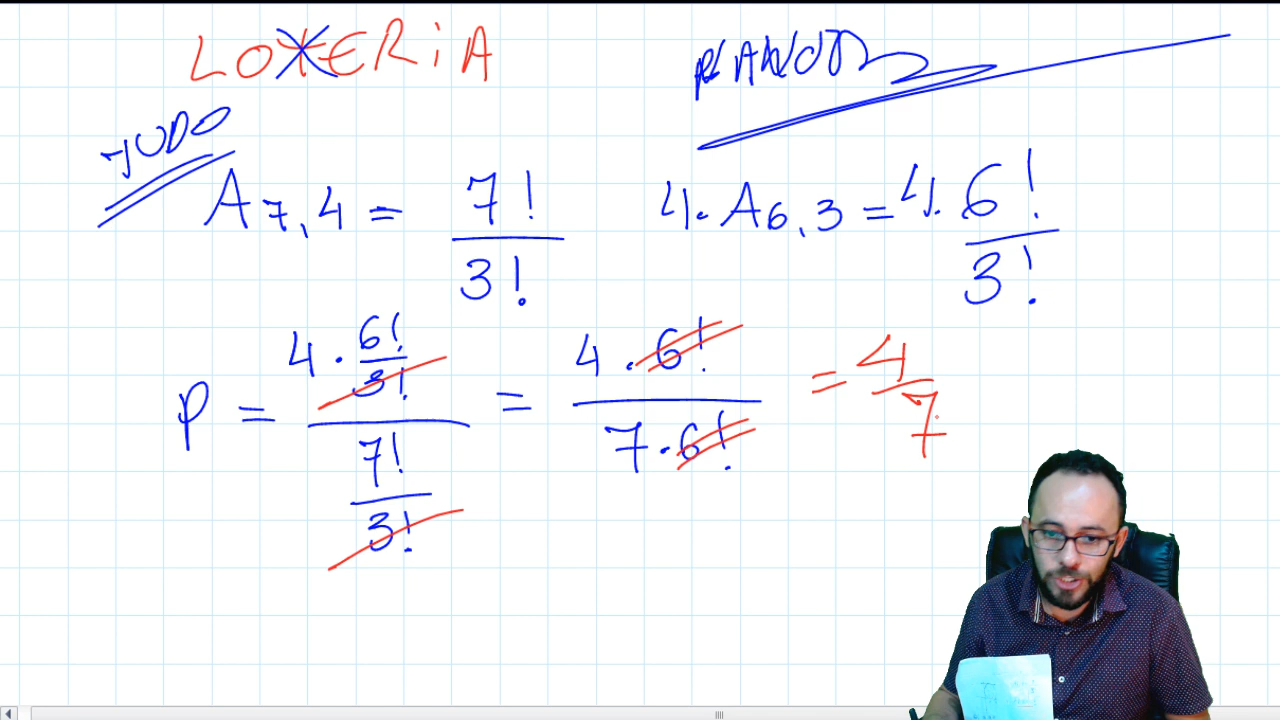 LOTERiA
TUDO
A7,4 = 7!/3!
4·A6,3 = 4·6!/3!
P = (4·6!/3!)/(7!/3!) = 4·6!/7·6! = 4/7